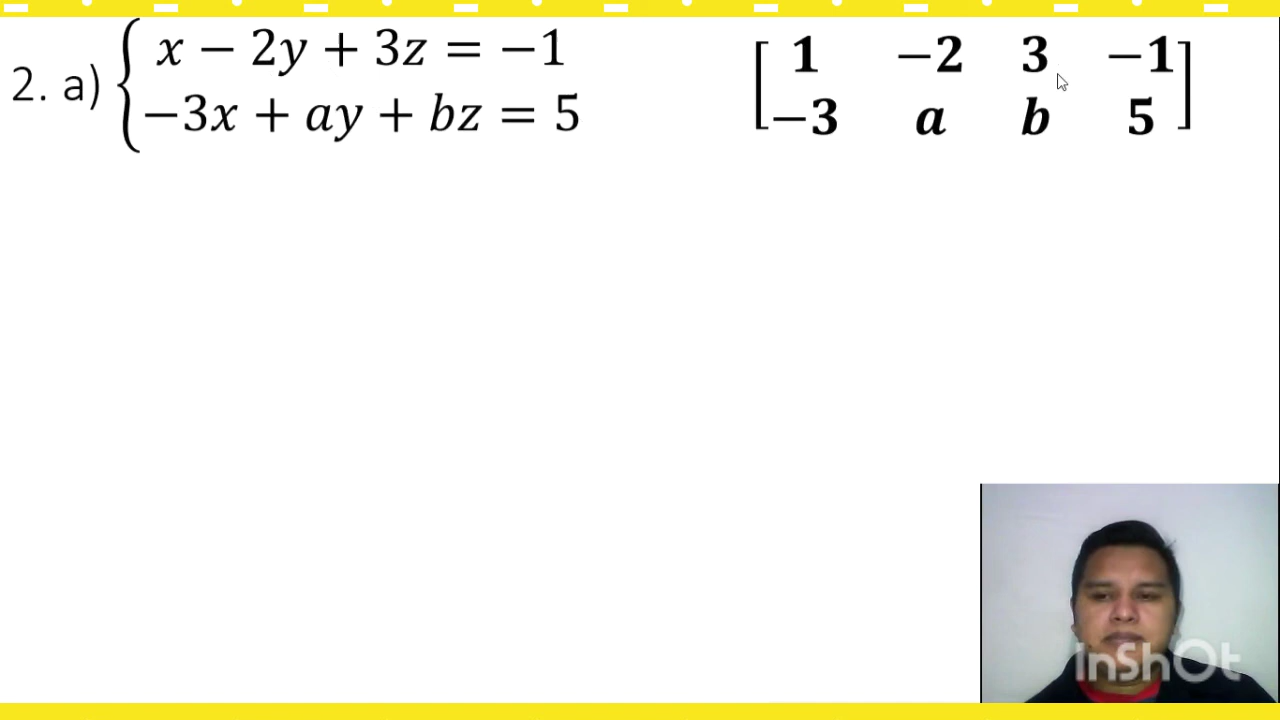 2. a) { x − 2y + 3z = −1
−3x + ay + bz = 5
[ 1 −2 3 −1
−3 a b 5 ]
InShOt